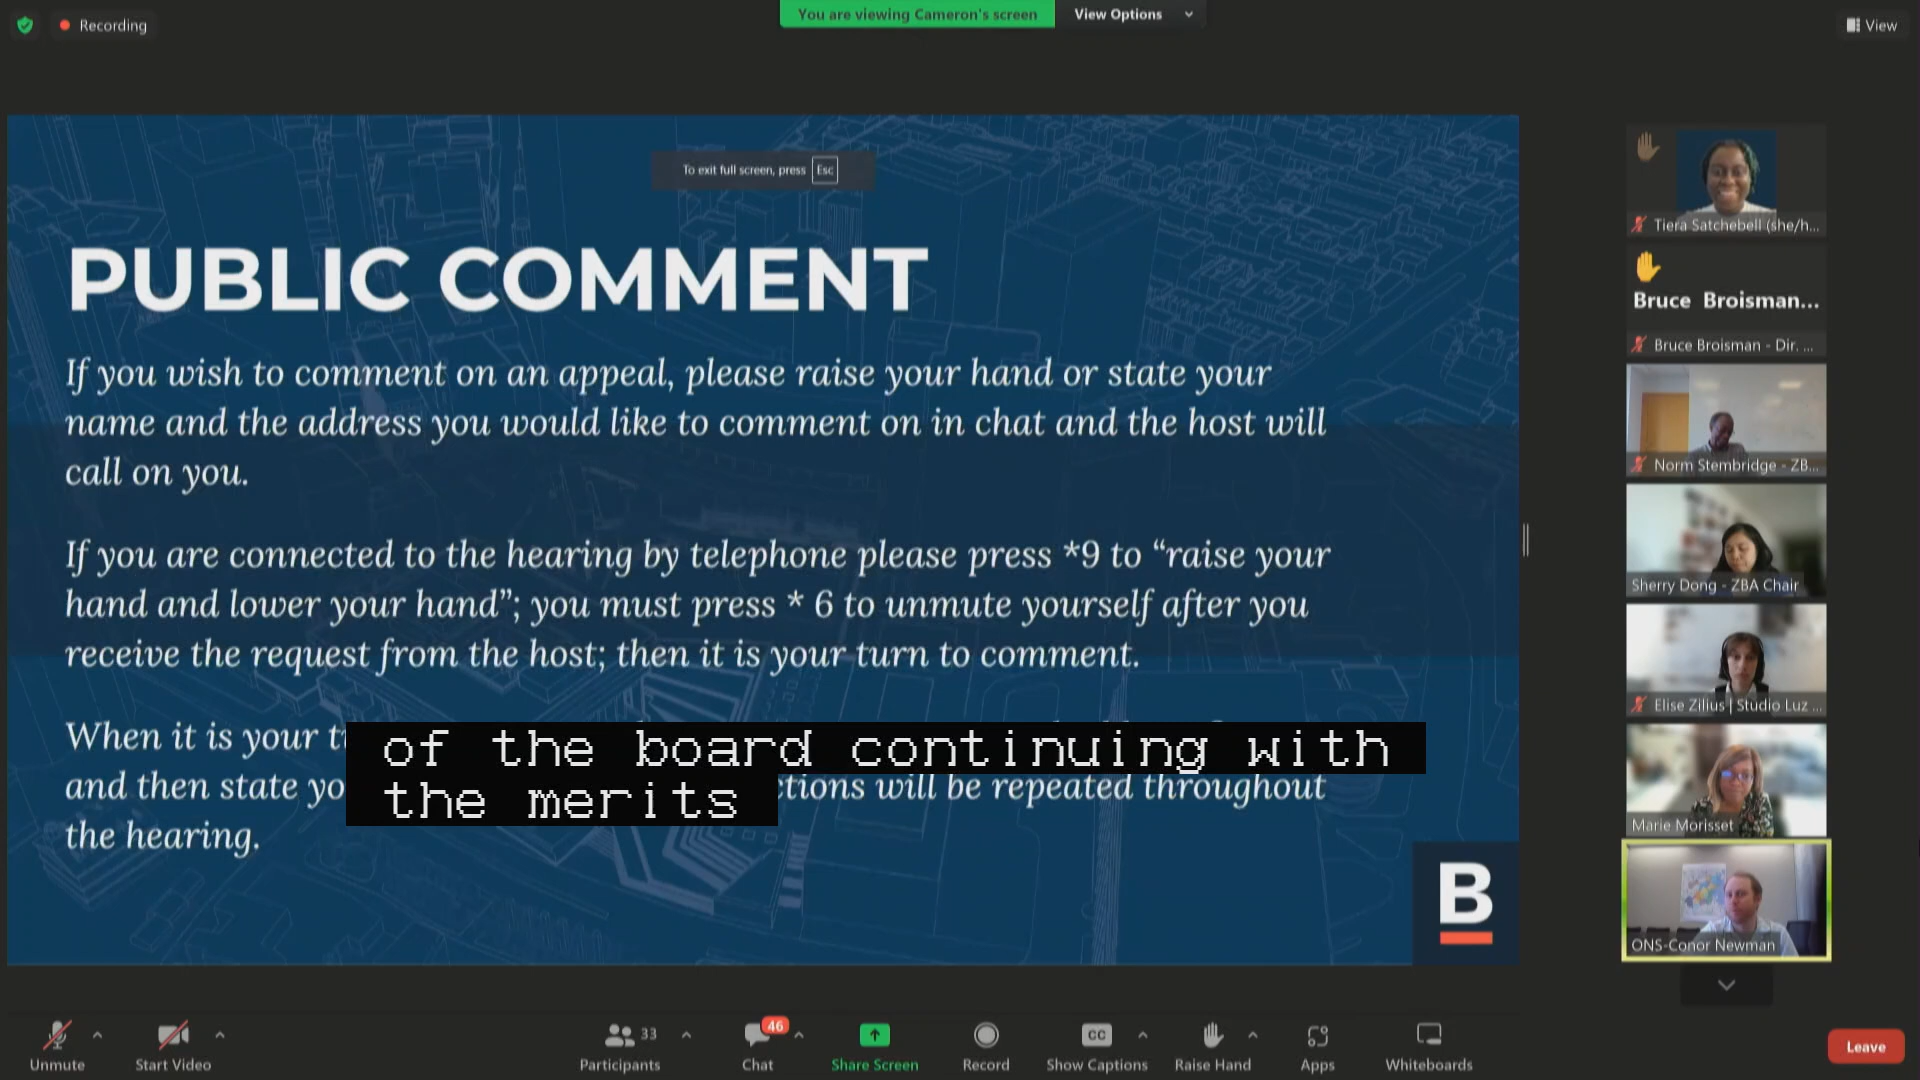 Recording
You are viewing Cameron's screen
View Options
View
To exit full screen, press Esc
PUBLIC COMMENT
If you wish to comment on an appeal, please raise your hand or state your
name and the address you would like to comment on in chat and the host will
call on you.
If you are connected to the hearing by telephone please press *9 to “raise your
hand and lower your hand”; you must press * 6 to unmute yourself after you
receive the request from the host; then it is your turn to comment.
When it is your
and then state
ctions will be repeated throughout
the hearing.
of the board continuing with
the merits
B
Tiera Satchebell (she/h...
Bruce Broisman...
Bruce Broisman - Dir. ...
Norm Stembridge - ZB...
Sherry Dong - ZBA Chair
Elise Zilius | Studio Luz ...
Marie Morisset
ONS-Conor Newman
Unmute
Start Video
33
Participants
46
Chat
Share Screen
Record
CC
Show Captions
Raise Hand
Apps
Whiteboards
Leave